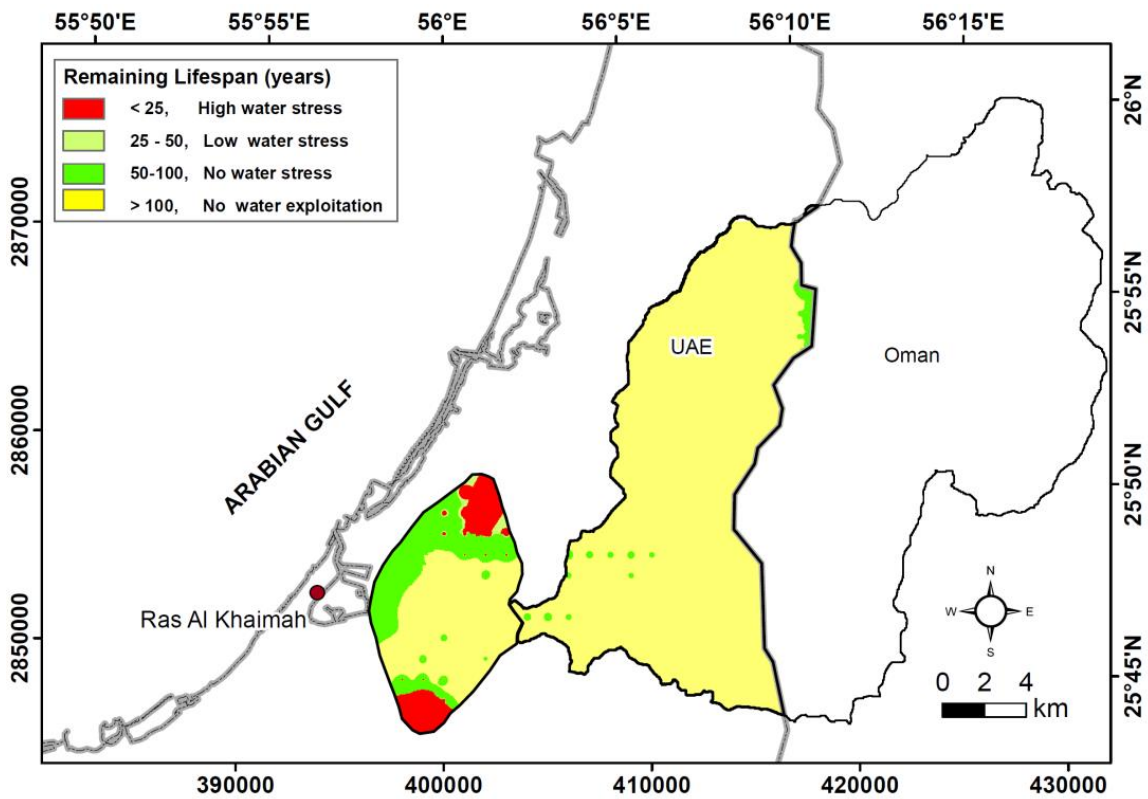 55°50'E 55°55'E 56°0'E 56°5'E 56°10'E 56°15'E
Remaining Lifespan (years)
< 25, High water stress
25 - 50, Low water stress
50-100, No water stress
> 100, No water exploitation
26°N
2870000
25°55'N
UAE
Oman
ARABIAN GULF
2860000
25°50'N
Ras Al Khaimah
N
W E
S
2850000
25°45'N
0 2 4
km
390000 400000 410000 420000 430000